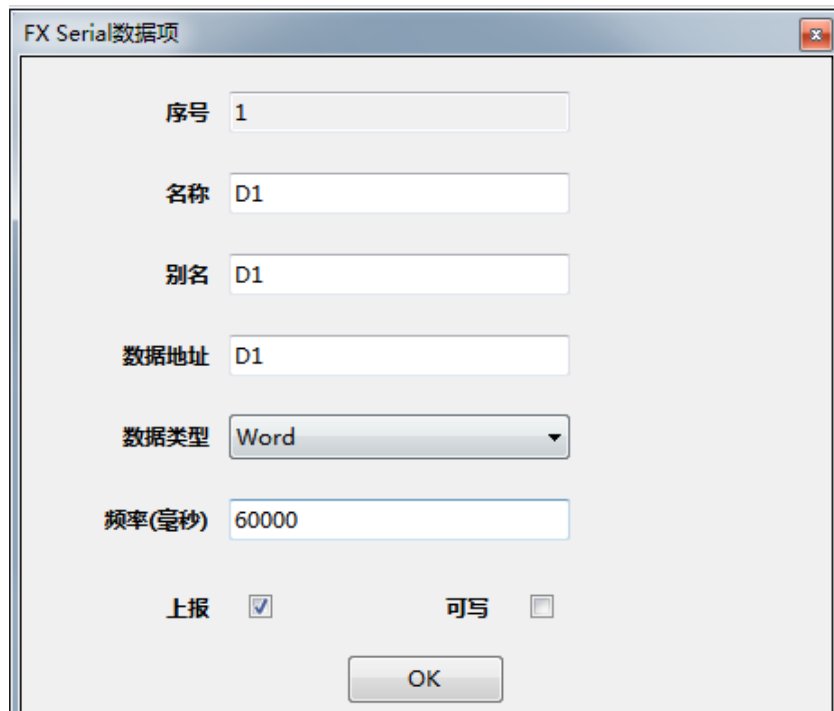 FX Serial数据项
序号 1
名称 D1
别名 D1
数据地址 D1
数据类型 Word
频率(毫秒) 60000
上报 可写
OK